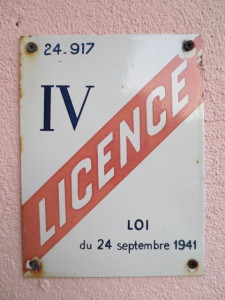 24-917
IV
LICENCE
LOI
du 24 septembre 1941